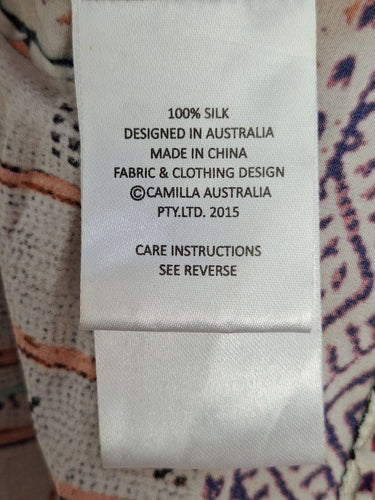 100% SILK
DESIGNED IN AUSTRALIA
MADE IN CHINA
FABRIC & CLOTHING DESIGN
©CAMILLA AUSTRALIA
PTY.LTD. 2015
CARE INSTRUCTIONS
SEE REVERSE